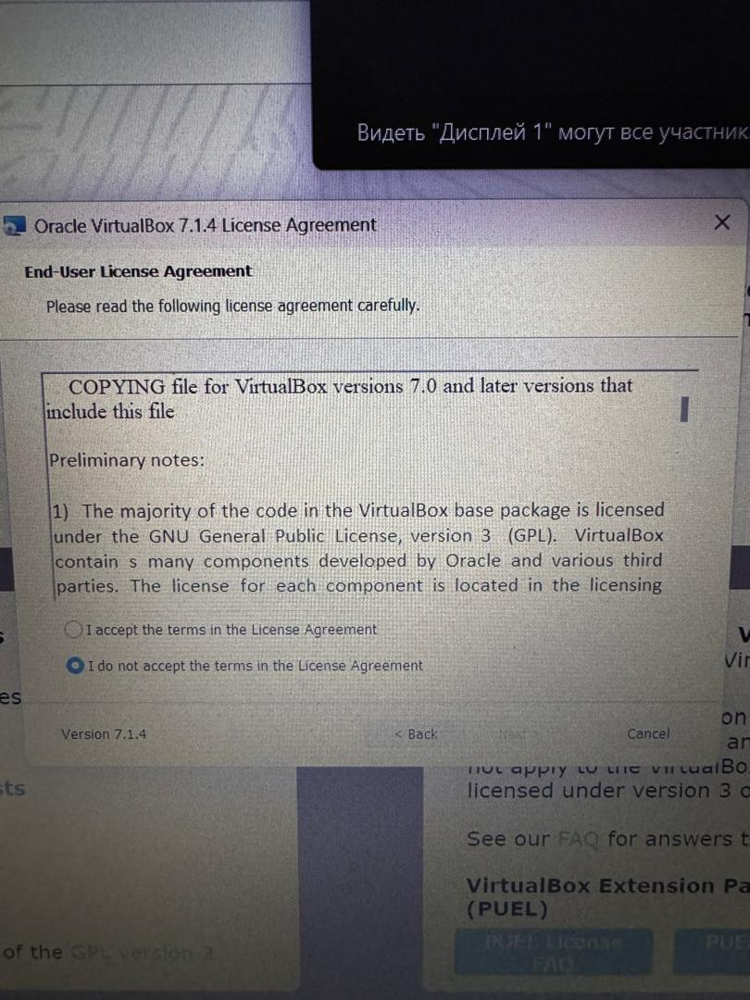 Видеть "Дисплей 1" могут все
Oracle VirtualBox 7.1.4 License Agreement
End-User License Agreement
Please read the following license agreement carefully.
COPYING file for VirtualBox versions 7.0 and later versions that
include this file
Preliminary notes:
1) The majority of the code in the VirtualBox base package is licensed
under the GNU General Public License, version 3 (GPL). VirtualBox
contain s many components developed by Oracle and various third
parties. The license for each component is located in the licensing
I accept the terms in the License Agreement
I do not accept the terms in the License Agreement
Version 7.1.4
< Back
Next
Cancel
not apply to the VirtualBo
licensed under version 3
See our FAQ for answers
VirtualBox Extension Pa
(PUEL)
PUEL License
FAQ
PUE
of the GPL version 3